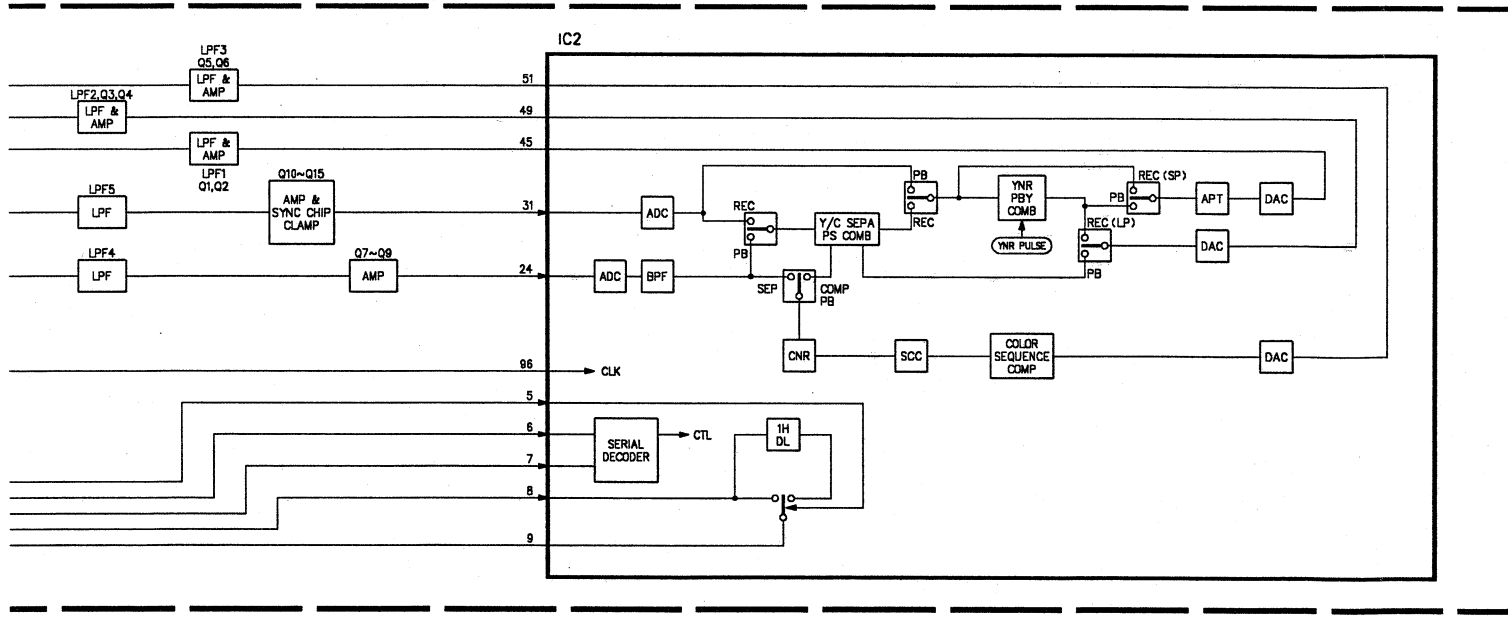 IC2
LPF3
Q5,Q6
LPF &
AMP
51
LPF2,Q3,Q4
LPF &
AMP
49
LPF &
AMP
45
LPF1
Q1,Q2
Q10~Q15
LPF5
LPF
AMP &
SYNC CHIP
CLAMP
31
ADC
REC
PB
Y/C SEPA
PS COMB
PB
REC
YNR
PBY
COMB
YNR PULSE
REC (SP)
PB
APT
DAC
REC (LP)
PB
DAC
LPF4
LPF
Q7~Q9
AMP
24
ADC
BPF
SEP
COMP
PB
CNR
SCC
COLOR
SEQUENCE
COMP
DAC
96
CLK
5
6
7
SERIAL
DECODER
CTL
1H
DL
8
9